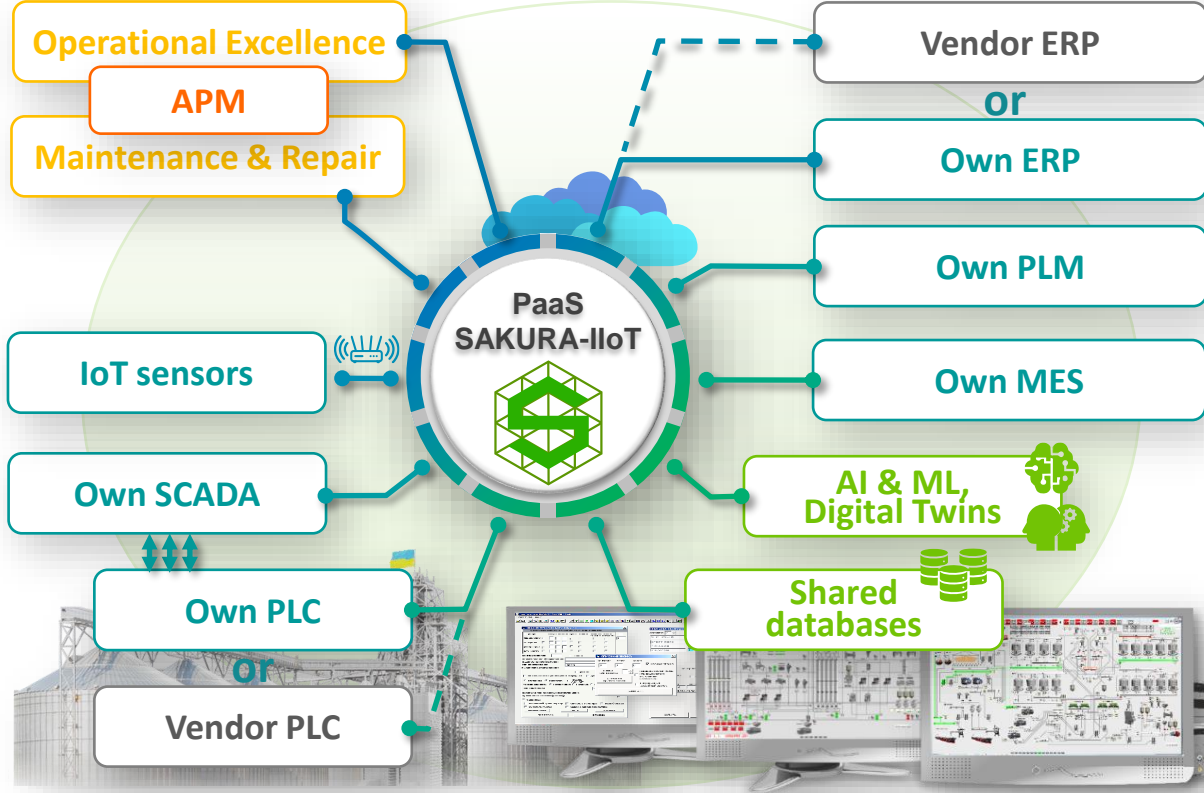 Operational Excellence
APM
Maintenance & Repair
IoT sensors
Own SCADA
Own PLC
or
Vendor PLC
PaaS
SAKURA-IIoT
Vendor ERP
or
Own ERP
Own PLM
Own MES
AI & ML,
Digital Twins
Shared
databases